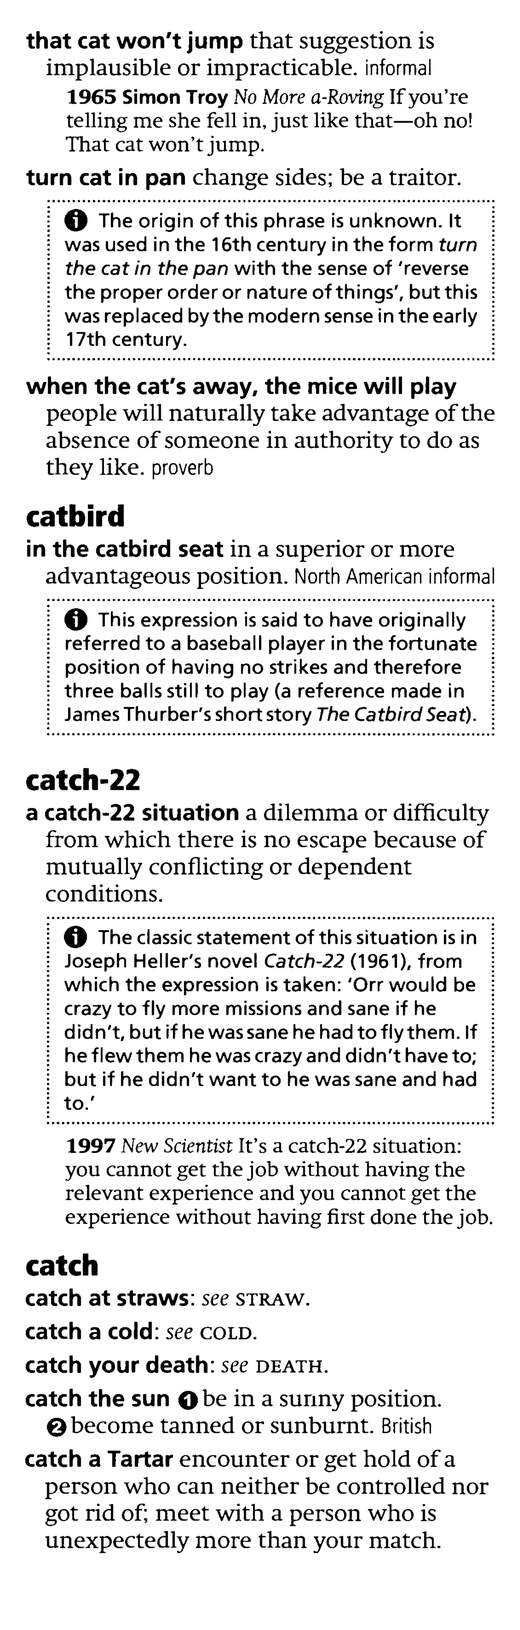 that cat won't jump that suggestion is
implausible or impracticable. informal
1965 Simon Troy No More a-Roving If you're
telling me she fell in, just like that—oh no!
That cat won't jump.
turn cat in pan change sides; be a traitor.
The origin of this phrase is unknown. It
was used in the 16th century in the form turn
the cat in the pan with the sense of 'reverse
the proper order or nature of things', but this
was replaced by the modern sense in the early
17th century.
when the cat's away, the mice will play
people will naturally take advantage of the
absence of someone in authority to do as
they like. proverb
catbird
in the catbird seat in a superior or more
advantageous position. North American informal
This expression is said to have originally
referred to a baseball player in the fortunate
position of having no strikes and therefore
three balls still to play (a reference made in
James Thurber's short story The Catbird Seat).
catch-22
a catch-22 situation a dilemma or difficulty
from which there is no escape because of
mutually conflicting or dependent
conditions.
The classic statement of this situation is in
Joseph Heller's novel Catch-22 (1961), from
which the expression is taken: 'Orr would be
crazy to fly more missions and sane if he
didn't, but if he was sane he had to fly them. If
he flew them he was crazy and didn't have to;
but if he didn't want to he was sane and had
to.'
1997 New Scientist It's a catch-22 situation:
you cannot get the job without having the
relevant experience and you cannot get the
experience without having first done the job.
catch
catch at straws: see STRAW.
catch a cold: see COLD.
catch your death: see DEATH.
catch the sun ❶ be in a sunny position.
❷ become tanned or sunburnt. British
catch a Tartar encounter or get hold of a
person who can neither be controlled nor
got rid of; meet with a person who is
unexpectedly more than your match.